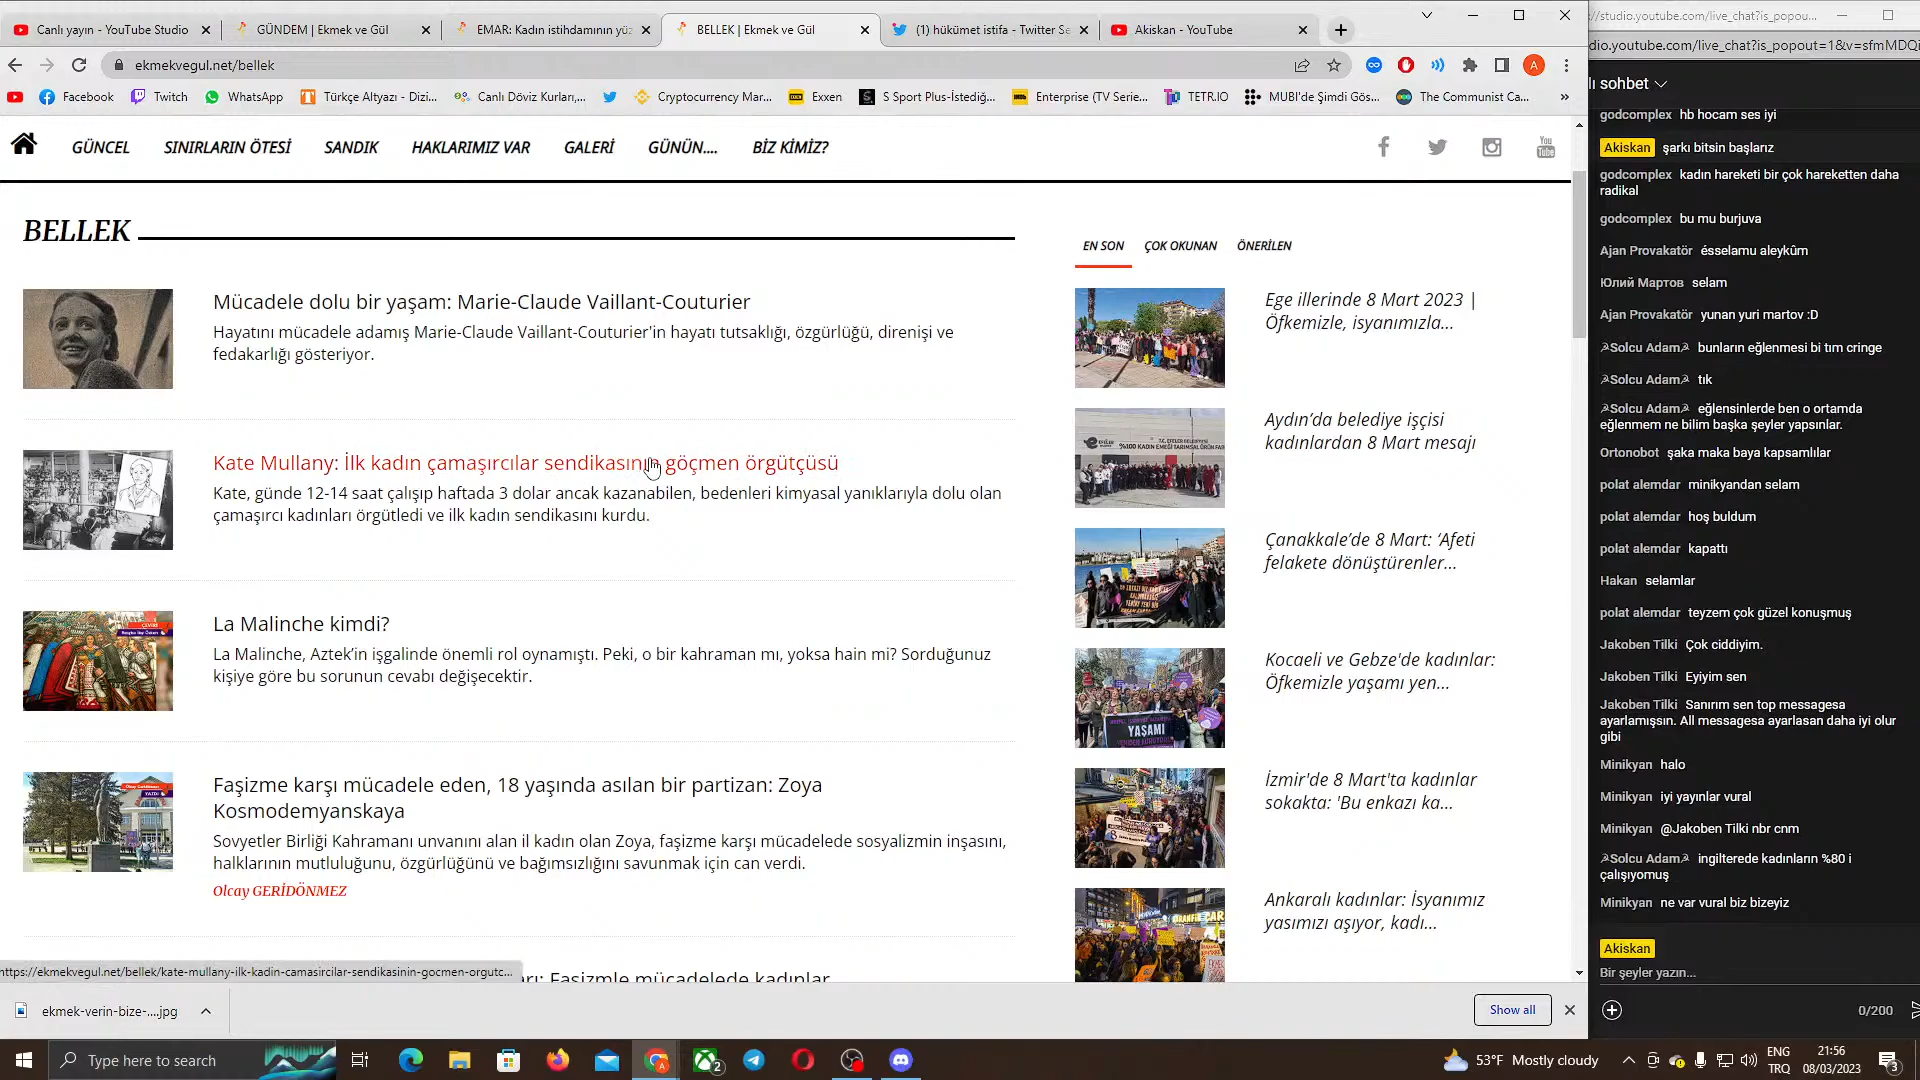 Canlı yayın - YouTube Studio
GÜNDEM | Ekmek ve Gül
EMAR: Kadın istihdamının yüz
BELLEK | Ekmek ve Gül
(1) hükümet istifa - Twitter Se
Akiskan - YouTube
ekmekvegul.net/bellek
Facebook
Twitch
WhatsApp
Türkçe Altyazı - Dizi...
Canlı Döviz Kurları,...
Cryptocurrency Mar...
Exxen
S Sport Plus-İstediğ...
Enterprise (TV Serie...
TETR.IO
MUBI'de Şimdi Gös...
The Communist Ca...
GÜNCEL
SINIRLARIN ÖTESİ
SANDIK
HAKLARIMIZ VAR
GALERİ
GÜNÜN....
BİZ KİMİZ?
BELLEK
Mücadele dolu bir yaşam: Marie-Claude Vaillant-Couturier
Hayatını mücadele adamış Marie-Claude Vaillant-Couturier'in hayatı tutsaklığı, özgürlüğü, direnişi ve
fedakarlığı gösteriyor.
Kate Mullany: İlk kadın çamaşırcılar sendikasının göçmen örgütçüsü
Kate, günde 12-14 saat çalışıp haftada 3 dolar ancak kazanabilen, bedenleri kimyasal yanıklarıyla dolu olan
çamaşırcı kadınları örgütledi ve ilk kadın sendikasını kurdu.
La Malinche kimdi?
La Malinche, Aztek'in işgalinde önemli rol oynamıştı. Peki, o bir kahraman mı, yoksa hain mi? Sorduğunuz
kişiye göre bu sorunun cevabı değişecektir.
Faşizme karşı mücadele eden, 18 yaşında asılan bir partizan: Zoya
Kosmodemyanskaya
Sovyetler Birliği Kahramanı unvanını alan il kadın olan Zoya, faşizme karşı mücadelede sosyalizmin inşasını,
halklarının mutluluğunu, özgürlüğünü ve bağımsızlığını savunmak için can verdi.
Olcay GERİDÖNMEZ
arı: Faşizmle mücadelede kadınlar
https://ekmekvegul.net/bellek/kate-mullany-ilk-kadin-camasircilar-sendikasinin-gocmen-orgutc...
EN SON
ÇOK OKUNAN
ÖNERİLEN
Ege illerinde 8 Mart 2023 |
Öfkemizle, isyanımızla...
Aydın'da belediye işçisi
kadınlardan 8 Mart mesajı
Çanakkale'de 8 Mart: 'Afeti
felakete dönüştürenler...
Kocaeli ve Gebze'de kadınlar:
Öfkemizle yaşamı yen...
YAŞAMI
İzmir'de 8 Mart'ta kadınlar
sokakta: 'Bu enkazı ka...
Ankaralı kadınlar: İsyanımız
yasımızı aşıyor, kadı...
ekmek-verin-bize-....jpg
Show all
Type here to search
53°F Mostly cloudy
ENG
TRQ
21:56
08/03/2023
3
://studio.youtube.com/live_chat?is_popou...
dio.youtube.com/live_chat?is_popout=1&v=sfmMDQi
lı sohbet
godcomplex hb hocam ses iyi
Akiskan şarkı bitsin başlarız
godcomplex kadın hareketi bir çok hareketten daha
radikal
godcomplex bu mu burjuva
Ajan Provakatör ésselamu aleykûm
Юлий Мартов selam
Ajan Provakatör yunan yuri martov :D
☭Solcu Adam☭ bunların eğlenmesi bi tım cringe
☭Solcu Adam☭ tık
☭Solcu Adam☭ eğlensinlerde ben o ortamda
eğlenmem ne bilim başka şeyler yapsınlar.
Ortonobot şaka maka baya kapsamlılar
polat alemdar minikyandan selam
polat alemdar hoş buldum
polat alemdar kapattı
Hakan selamlar
polat alemdar teyzem çok güzel konuşmuş
Jakoben Tilki Çok ciddiyim.
Jakoben Tilki Eyiyim sen
Jakoben Tilki Sanırım sen top messagesa
ayarlamışsın. All messagesa ayarlasan daha iyi olur
gibi
Minikyan halo
Minikyan iyi yayınlar vural
Minikyan @Jakoben Tilki nbr cnm
☭Solcu Adam☭ ingilterede kadınların %80 i
çalışıyomuş
Minikyan ne var vural biz bizeyiz
Akiskan
Bir şeyler yazın...
0/200